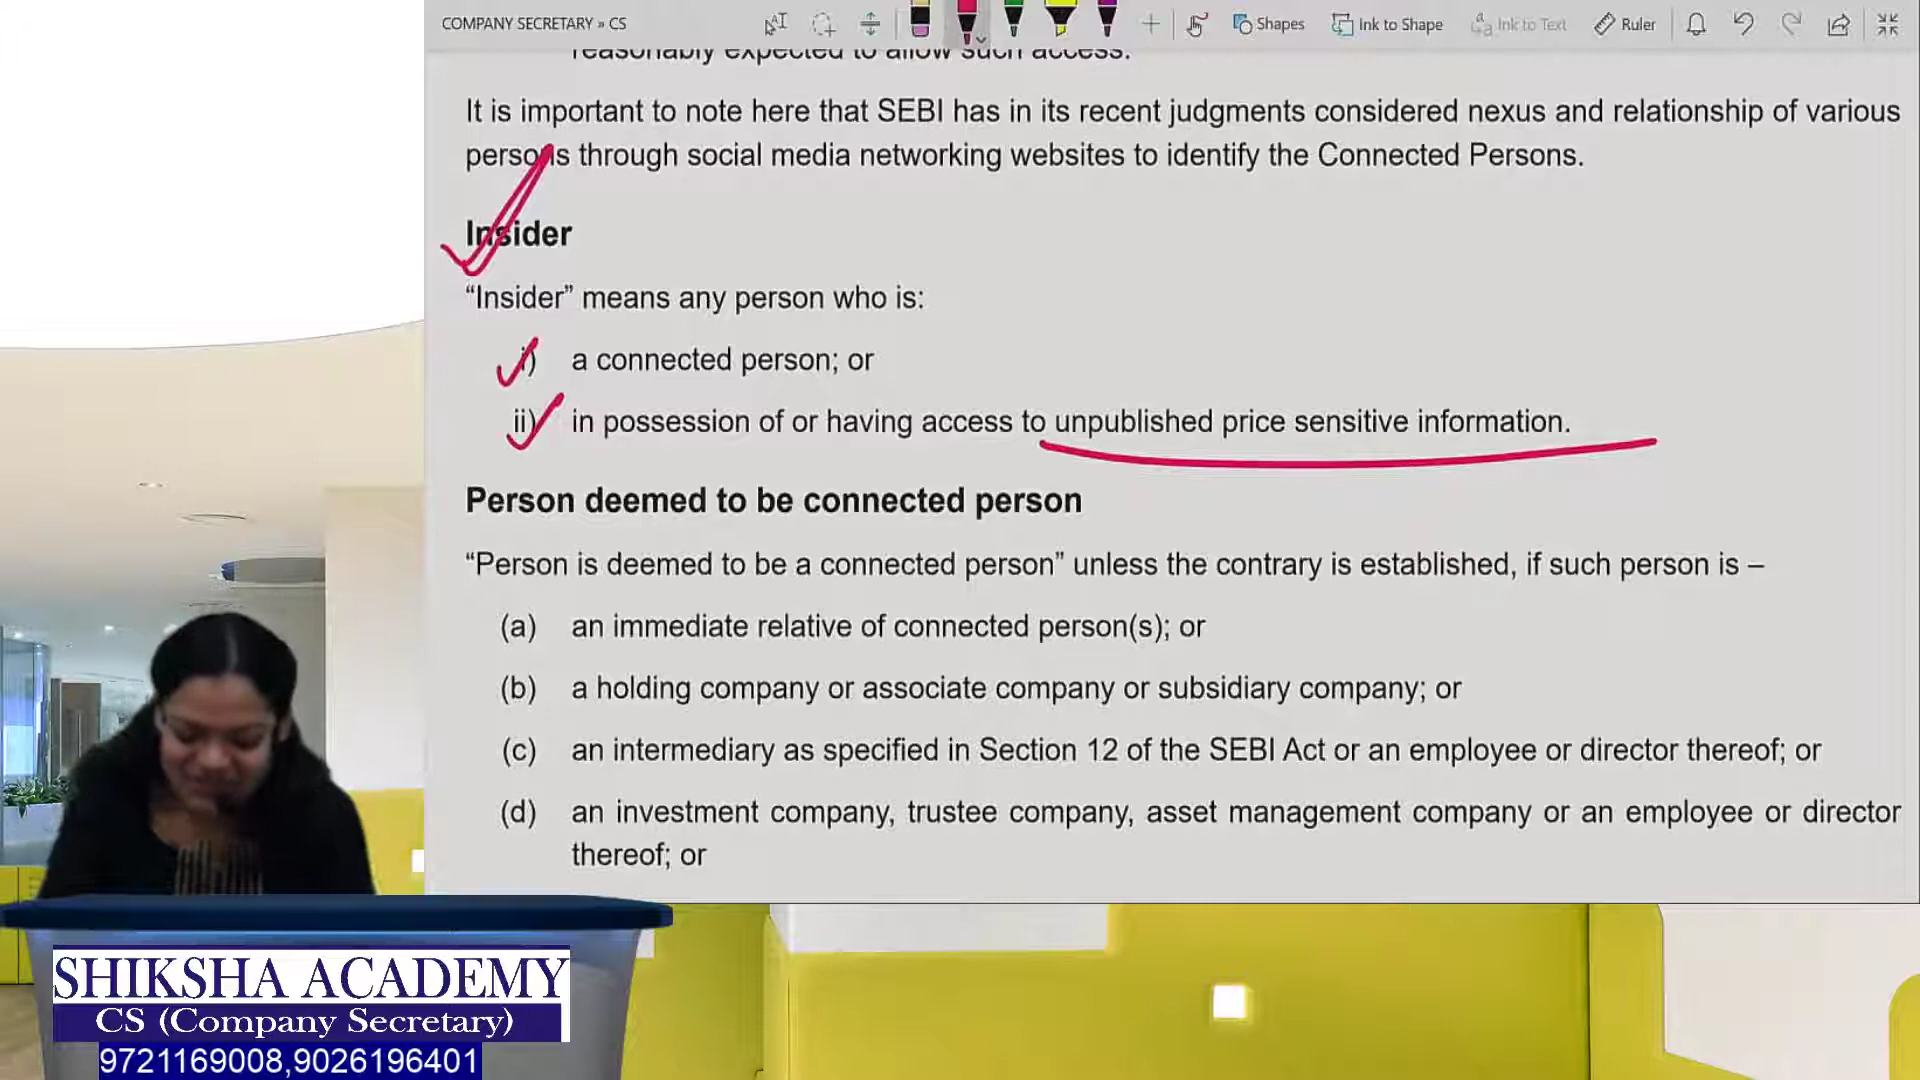 COMPANY SECRETARY » CS
Shapes
Ink to Shape
Ink to Text
Ruler
reasonably expected to allow such access.
It is important to note here that SEBI has in its recent judgments considered nexus and relationship of various
persons through social media networking websites to identify the Connected Persons.
Insider
“Insider” means any person who is:
i) a connected person; or
ii) in possession of or having access to unpublished price sensitive information.
Person deemed to be connected person
“Person is deemed to be a connected person” unless the contrary is established, if such person is –
(a) an immediate relative of connected person(s); or
(b) a holding company or associate company or subsidiary company; or
(c) an intermediary as specified in Section 12 of the SEBI Act or an employee or director thereof; or
(d) an investment company, trustee company, asset management company or an employee or director
thereof; or
SHIKSHA ACADEMY
CS (Company Secretary)
9721169008,9026196401